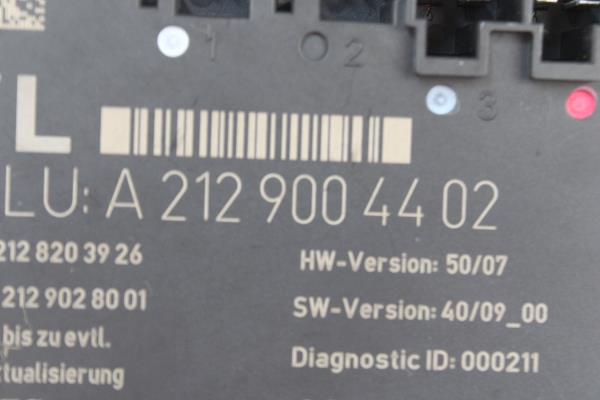 1 2
3
L
LU: A 212 900 44 02
212 820 39 26
HW-Version: 50/07
212 902 80 01
SW-Version: 40/09_00
bis zu evtl.
Diagnostic ID: 000211